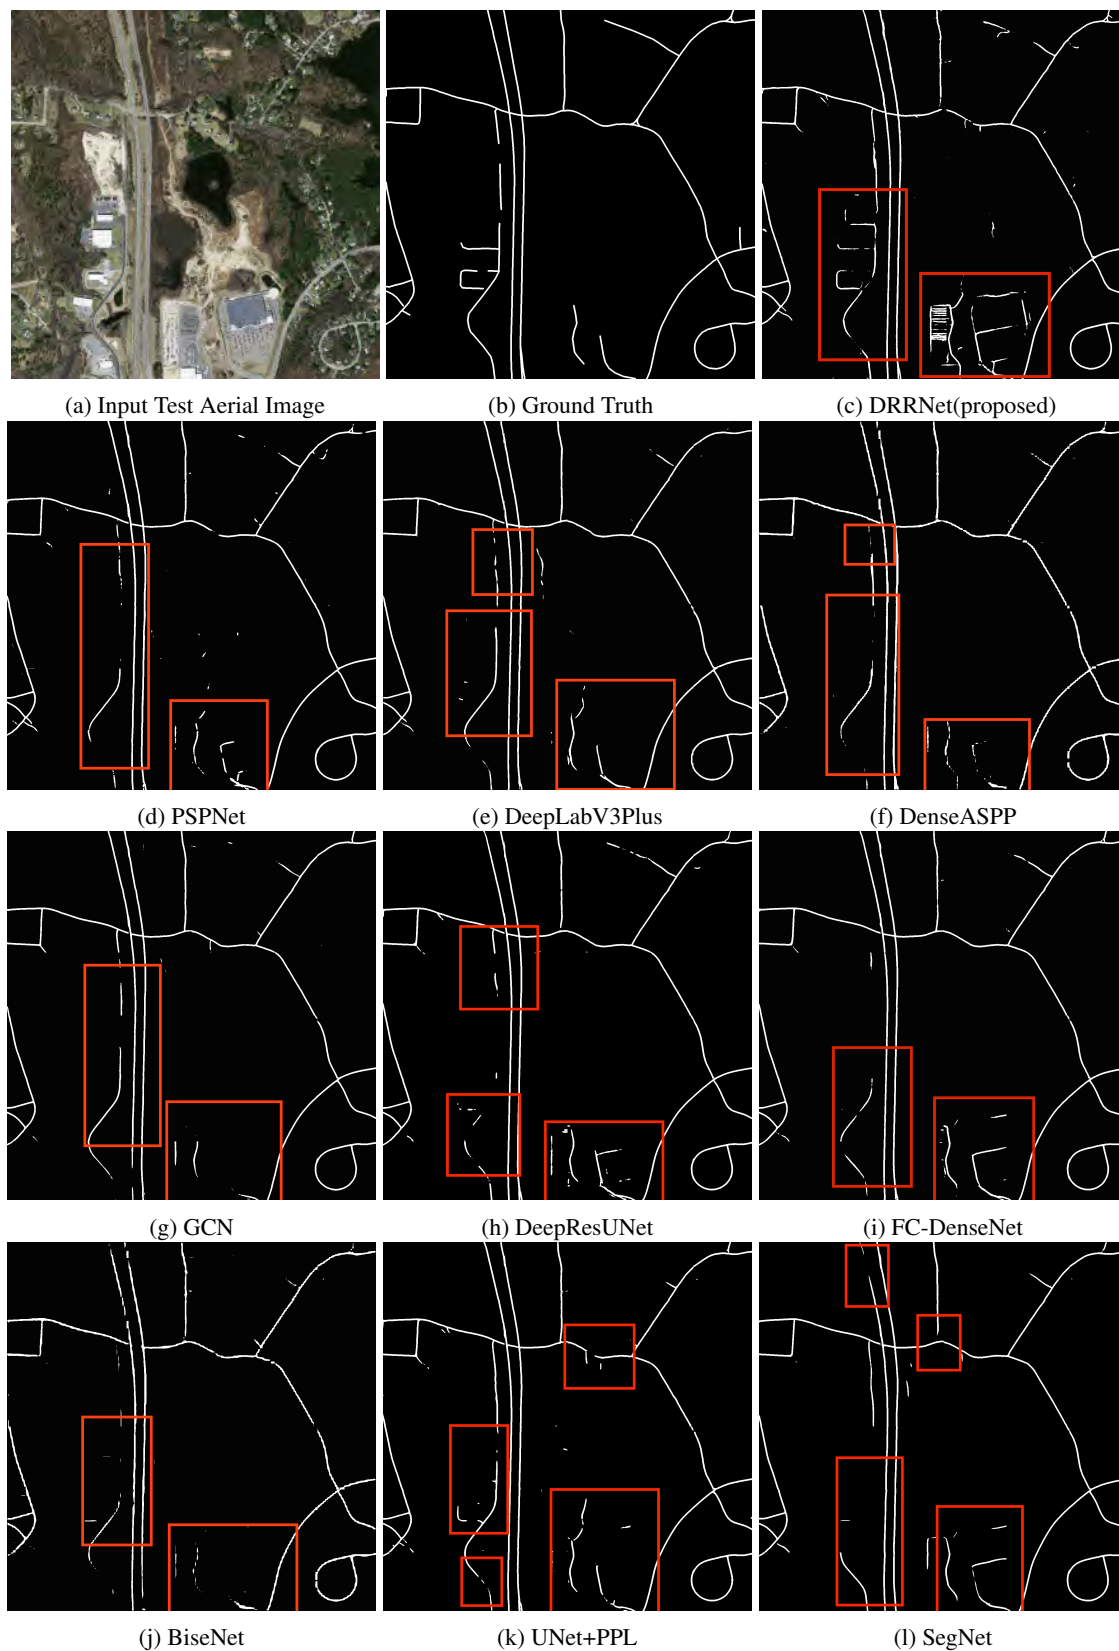 (a) Input Test Aerial Image
(b) Ground Truth
(c) DRRNet(proposed)
(d) PSPNet
(e) DeepLabV3Plus
(f) DenseASPP
(g) GCN
(h) DeepResUNet
(i) FC-DenseNet
(j) BiseNet
(k) UNet+PPL
(l) SegNet